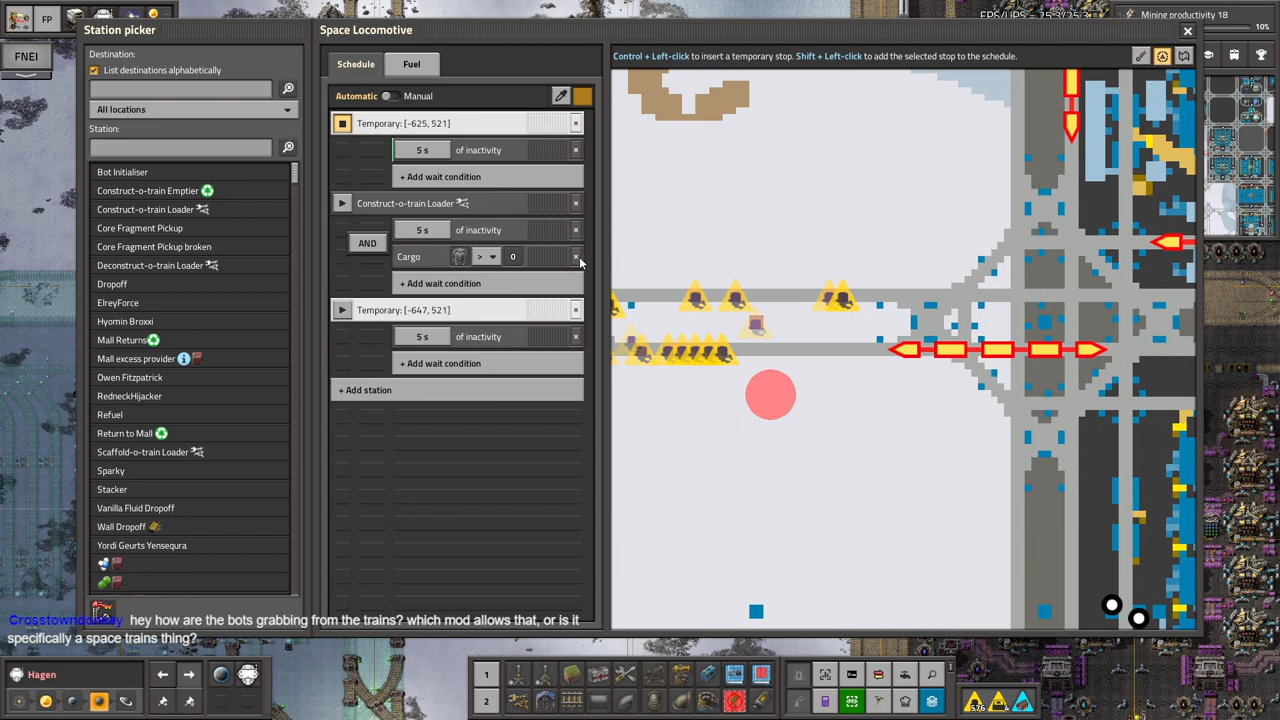 FP
FNEI
Station picker
Destination:
List destinations alphabetically
All locations
Station:
Bot Initialiser
Construct-o-train Emptier
Construct-o-train Loader
Core Fragment Pickup
Core Fragment Pickup broken
Deconstruct-o-train Loader
Dropoff
ElreyForce
Hyomin Broxxi
Mall Returns
Mall excess provider
Owen Fitzpatrick
RedneckHijacker
Refuel
Return to Mall
Scaffold-o-train Loader
Sparky
Stacker
Vanilla Fluid Dropoff
Wall Dropoff
Yordi Geurts Yensequra
Space Locomotive
Schedule
Fuel
Automatic
Manual
Temporary: [-625, 521]
5 s
of inactivity
+ Add wait condition
Construct-o-train Loader
5 s
of inactivity
AND
Cargo
>
0
+ Add wait condition
Temporary: [-647, 521]
5 s
of inactivity
+ Add wait condition
+ Add station
Control + Left-click to insert a temporary stop. Shift + Left-click to add the selected stop to the schedule.
Mining productivity 18
10%
Crosstowndonkey hey how are the bots grabbing from the trains? which mod allows that, or is it
specifically a space trains thing?
Hagen
1
2
576
4